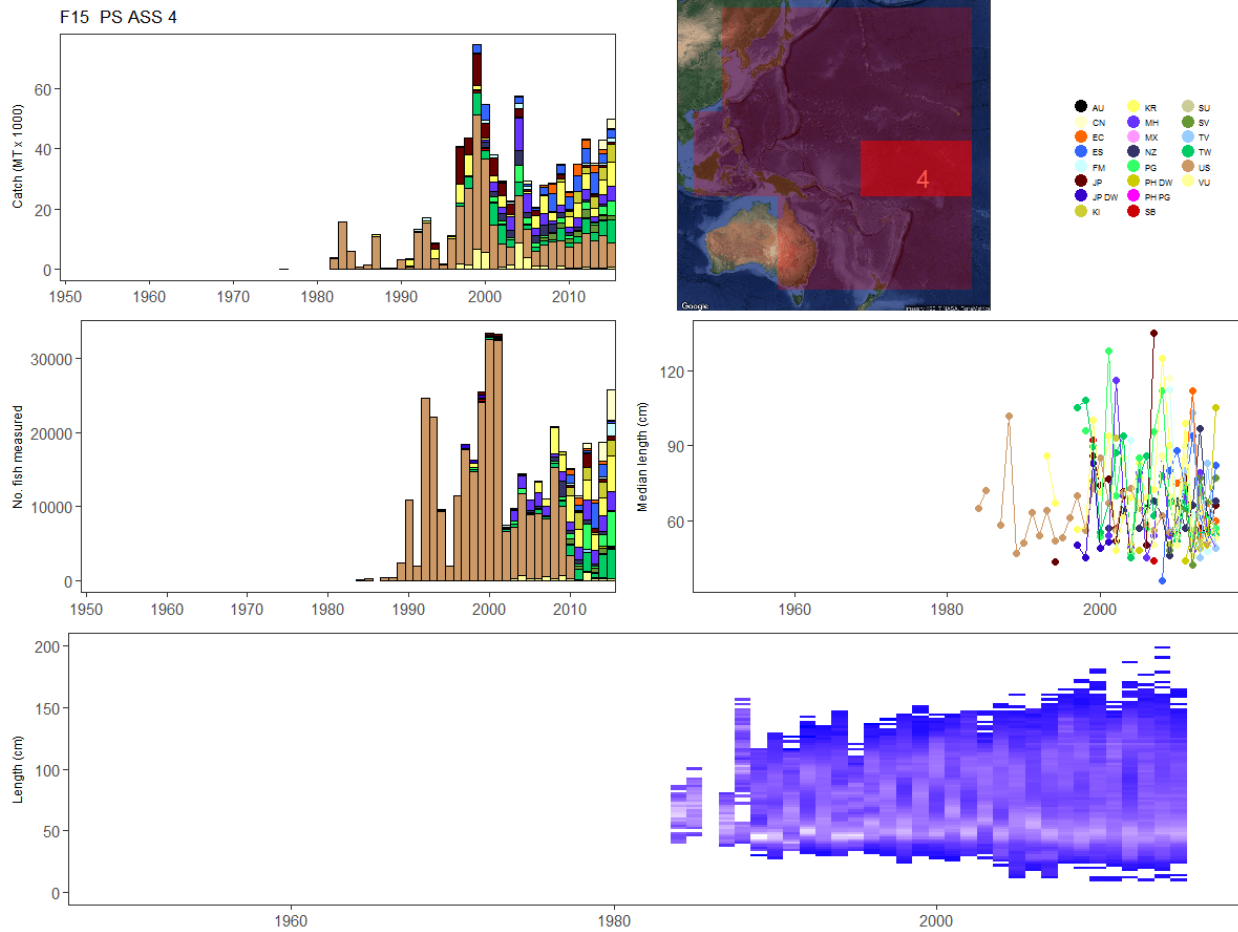 F15 PS ASS 4
Catch (MT x 1000)
60
40
20
0
1950 1960 1970 1980 1990 2000 2010
4
Google
AU KR SU
CN MH SV
EC MX TV
ES NZ TW
FM PG US
JP PH DW VU
JP DW PH PG
KI SB
No. fish measured
30000
20000
10000
0
1950 1960 1970 1980 1990 2000 2010
Median length (cm)
120
90
60
1960 1980 2000
Length (cm)
200
150
100
50
0
1960 1980 2000